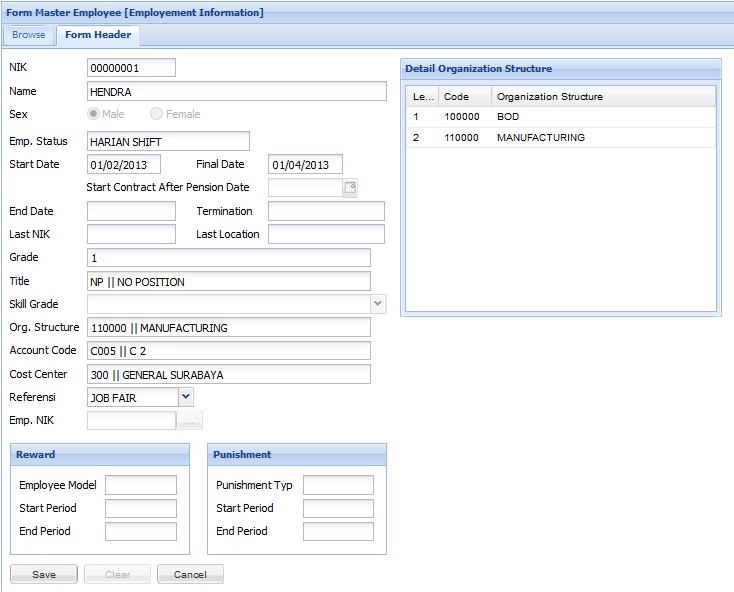 Form Master Employee [Employement Information]
Browse Form Header
NIK 00000001
Name HENDRA
Sex Male Female
Emp. Status HARIAN SHIFT
Start Date 01/02/2013 Final Date 01/04/2013
Start Contract After Pension Date
End Date Termination
Last NIK Last Location
Grade 1
Title NP || NO POSITION
Skill Grade
Org. Structure 110000 || MANUFACTURING
Account Code C005 || C 2
Cost Center 300 || GENERAL SURABAYA
Referensi JOB FAIR
Emp. NIK ...
Detail Organization Structure
Le... Code Organization Structure
1 100000 BOD
2 110000 MANUFACTURING
Reward
Employee Model
Start Period
End Period
Punishment
Punishment Typ
Start Period
End Period
Save Clear Cancel